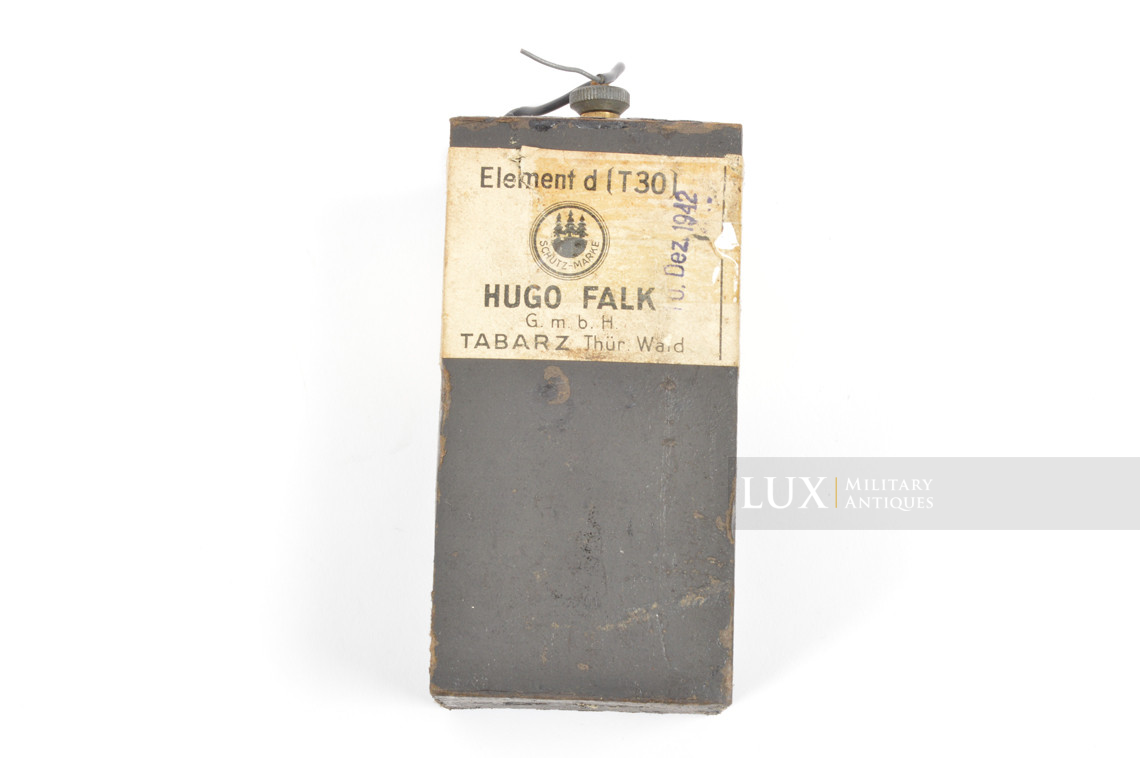 Element d (T30)
SCHUTZ-MARKE
HUGO FALK
G. m. b. H.
TABARZ Thür. Wald
Dez. 1942
LUX MILITARY
ANTIQUES